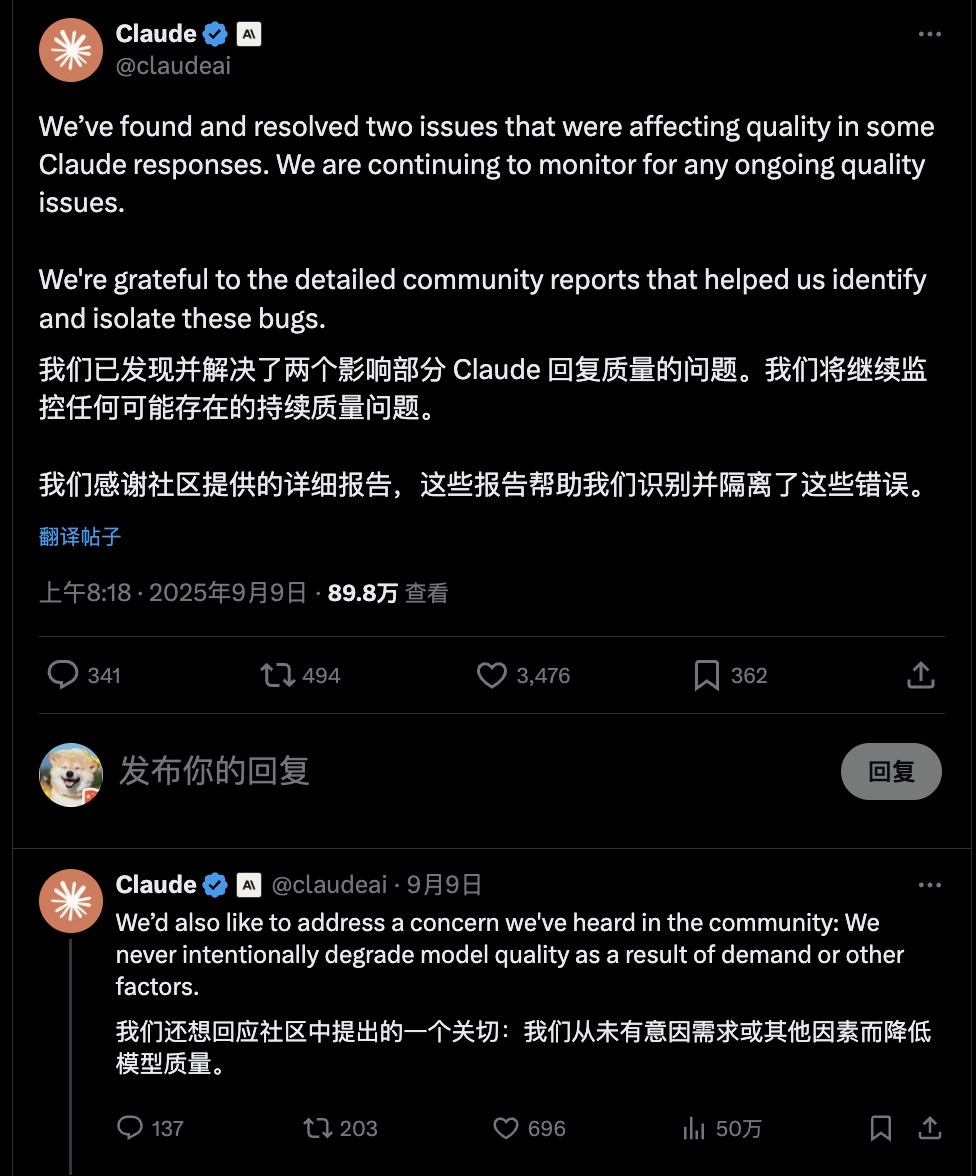 Claude
@claudeai
We’ve found and resolved two issues that were affecting quality in some
Claude responses. We are continuing to monitor for any ongoing quality
issues.
We're grateful to the detailed community reports that helped us identify
and isolate these bugs.
我们已发现并解决了两个影响部分 Claude 回复质量的问题。我们将继续监
控任何可能存在的持续质量问题。
我们感谢社区提供的详细报告，这些报告帮助我们识别并隔离了这些错误。
翻译帖子
上午8:18 · 2025年9月9日 · 89.8万 查看
341 494 3,476 362
发布你的回复 回复
Claude @claudeai · 9月9日
We’d also like to address a concern we've heard in the community: We
never intentionally degrade model quality as a result of demand or other
factors.
我们还想回应社区中提出的一个关切：我们从未有意因需求或其他因素而降低
模型质量。
137 203 696 50万